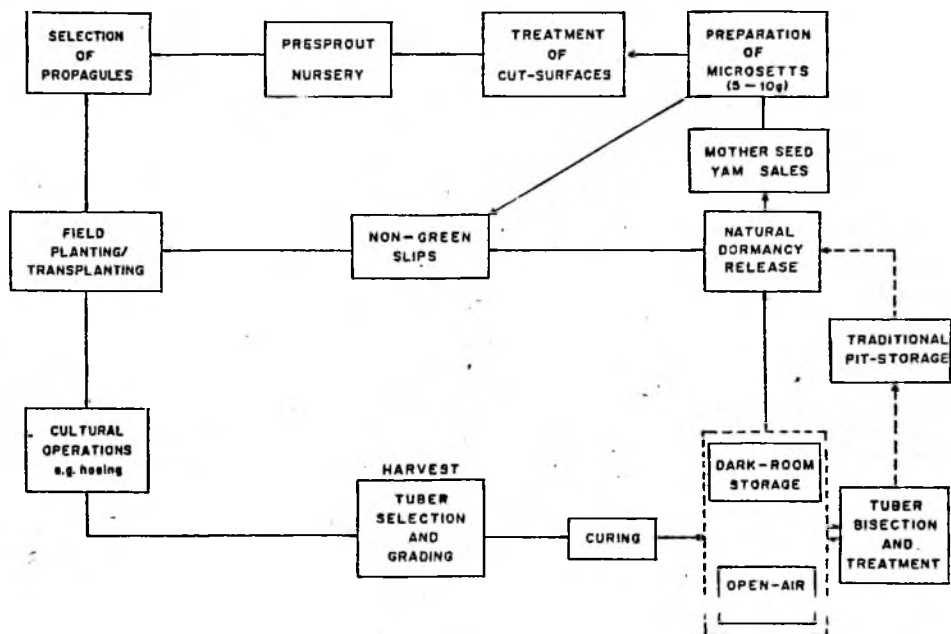 SELECTION
OF
PROPAGULES
PRESPROUT
NURSERY
TREATMENT
OF
CUT-SURFACES
PREPARATION
OF
MICROSETTS
(5 – 10g)
MOTHER SEED
YAM SALES
FIELD
PLANTING/
TRANSPLANTING
NON-GREEN
SLIPS
NATURAL
DORMANCY
RELEASE
TRADITIONAL
PIT-STORAGE
CULTURAL
OPERATIONS
e.g. hoeing
HARVEST
TUBER
SELECTION
AND
GRADING
CURING
DARK-ROOM
STORAGE
OPEN-AIR
TUBER
BISECTION
AND
TREATMENT